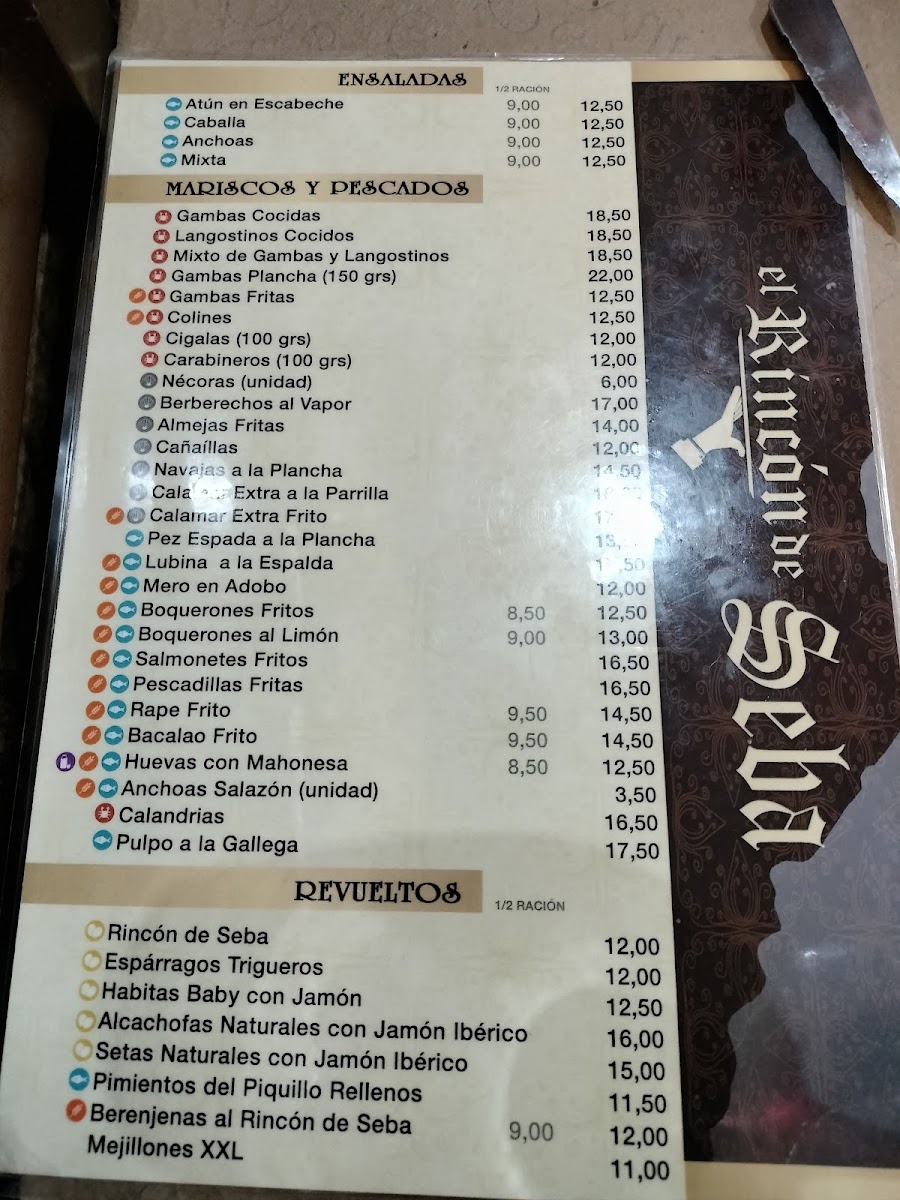 ENSALADAS 1/2 RACIÓN
Atún en Escabeche 9,00 12,50
Caballa 9,00 12,50
Anchoas 9,00 12,50
Mixta 9,00 12,50
MARISCOS Y PESCADOS
Gambas Cocidas 18,50
Langostinos Cocidos 18,50
Mixto de Gambas y Langostinos 18,50
Gambas Plancha (150 grs) 22,00
Gambas Fritas 12,50
Colines 12,50
Cigalas (100 grs) 12,00
Carabineros (100 grs) 12,00
Nécoras (unidad) 6,00
Berberechos al Vapor 17,00
Almejas Fritas 14,00
Cañaíllas 12,00
Navajas a la Plancha 14,50
Extra a la Parrilla
Calamar Extra Frito
Pez Espada a la Plancha
Lubina a la Espalda
Mero en Adobo 12,00
Boquerones Fritos 8,50 12,50
Boquerones al Limón 9,00 13,00
Salmonetes Fritos 16,50
Pescadillas Fritas 16,50
Rape Frito 9,50 14,50
Bacalao Frito 9,50 14,50
Huevas con Mahonesa 8,50 12,50
Anchoas Salazón (unidad) 3,50
Calandrias 16,50
Pulpo a la Gallega 17,50
REVUELTOS 1/2 RACIÓN
Rincón de Seba 12,00
Espárragos Trigueros 12,00
Habitas Baby con Jamón 12,50
Alcachofas Naturales con Jamón Ibérico 16,00
Setas Naturales con Jamón Ibérico 15,00
Pimientos del Piquillo Rellenos 11,50
Berenjenas al Rincón de Seba 9,00 12,00
Mejillones XXL 11,00
el Rincón de Seba